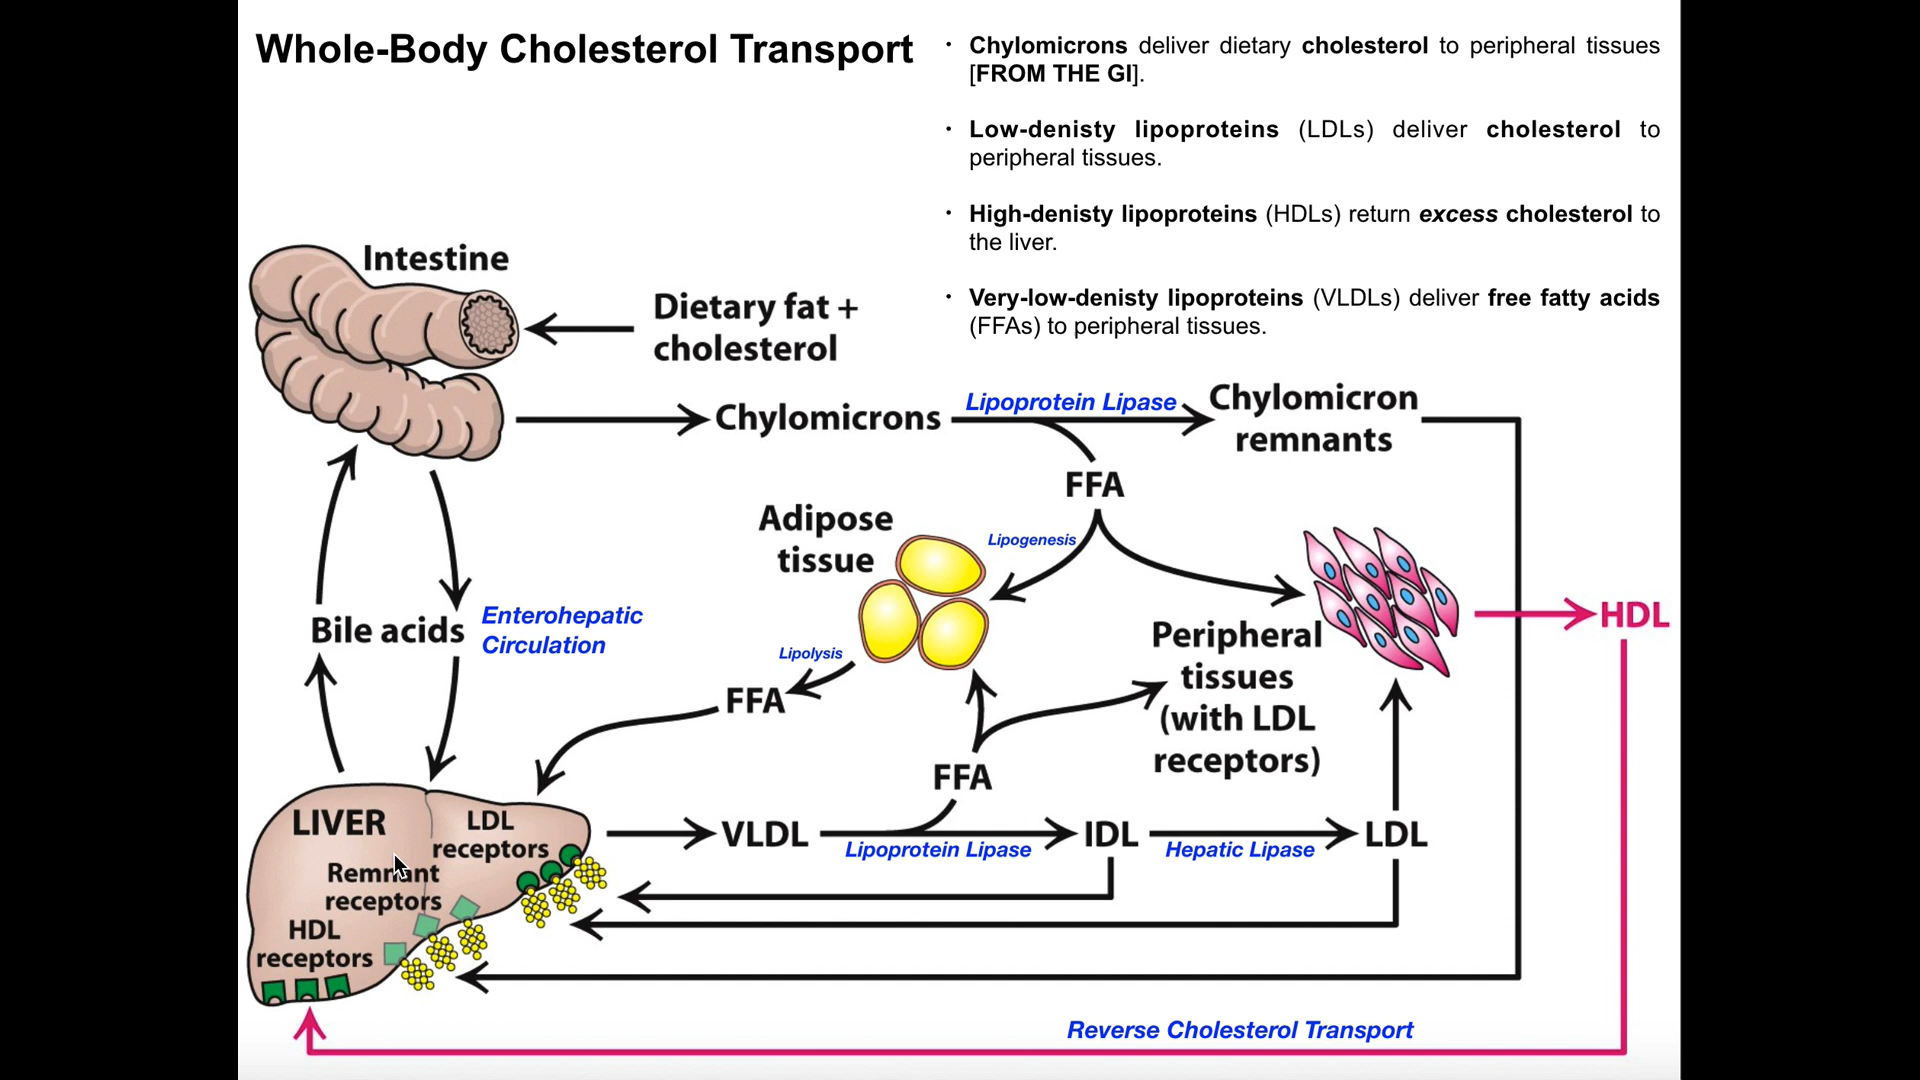 Whole-Body Cholesterol Transport
· Chylomicrons deliver dietary cholesterol to peripheral tissues
[FROM THE GI].
· Low-denisty lipoproteins (LDLs) deliver cholesterol to
peripheral tissues.
· High-denisty lipoproteins (HDLs) return excess cholesterol to
the liver.
· Very-low-denisty lipoproteins (VLDLs) deliver free fatty acids
(FFAs) to peripheral tissues.
Intestine
Dietary fat +
cholesterol
Chylomicrons
Lipoprotein Lipase
Chylomicron
remnants
FFA
Adipose
tissue
Lipogenesis
Bile acids
Enterohepatic
Circulation
HDL
Peripheral
tissues
(with LDL
receptors)
Lipolysis
FFA
FFA
LIVER
LDL
receptors
Remnant
receptors
HDL
receptors
VLDL
Lipoprotein Lipase
IDL
Hepatic Lipase
LDL
Reverse Cholesterol Transport